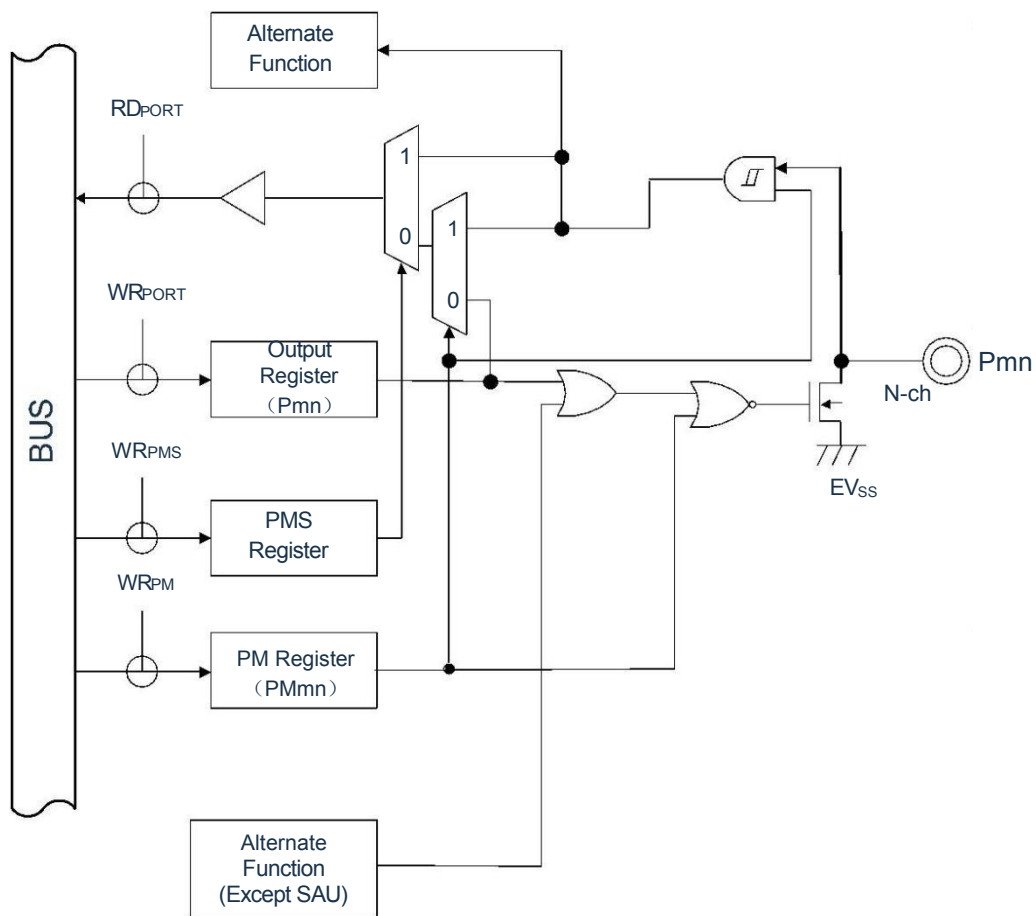 Alternate
Function
RDPORT
1
0
1
0
WRPORT
Output
Register
（Pmn）
Pmn
N-ch
EVSS
BUS
WRPMS
PMS
Register
WRPM
PM Register
（PMmn）
Alternate
Function
(Except SAU)